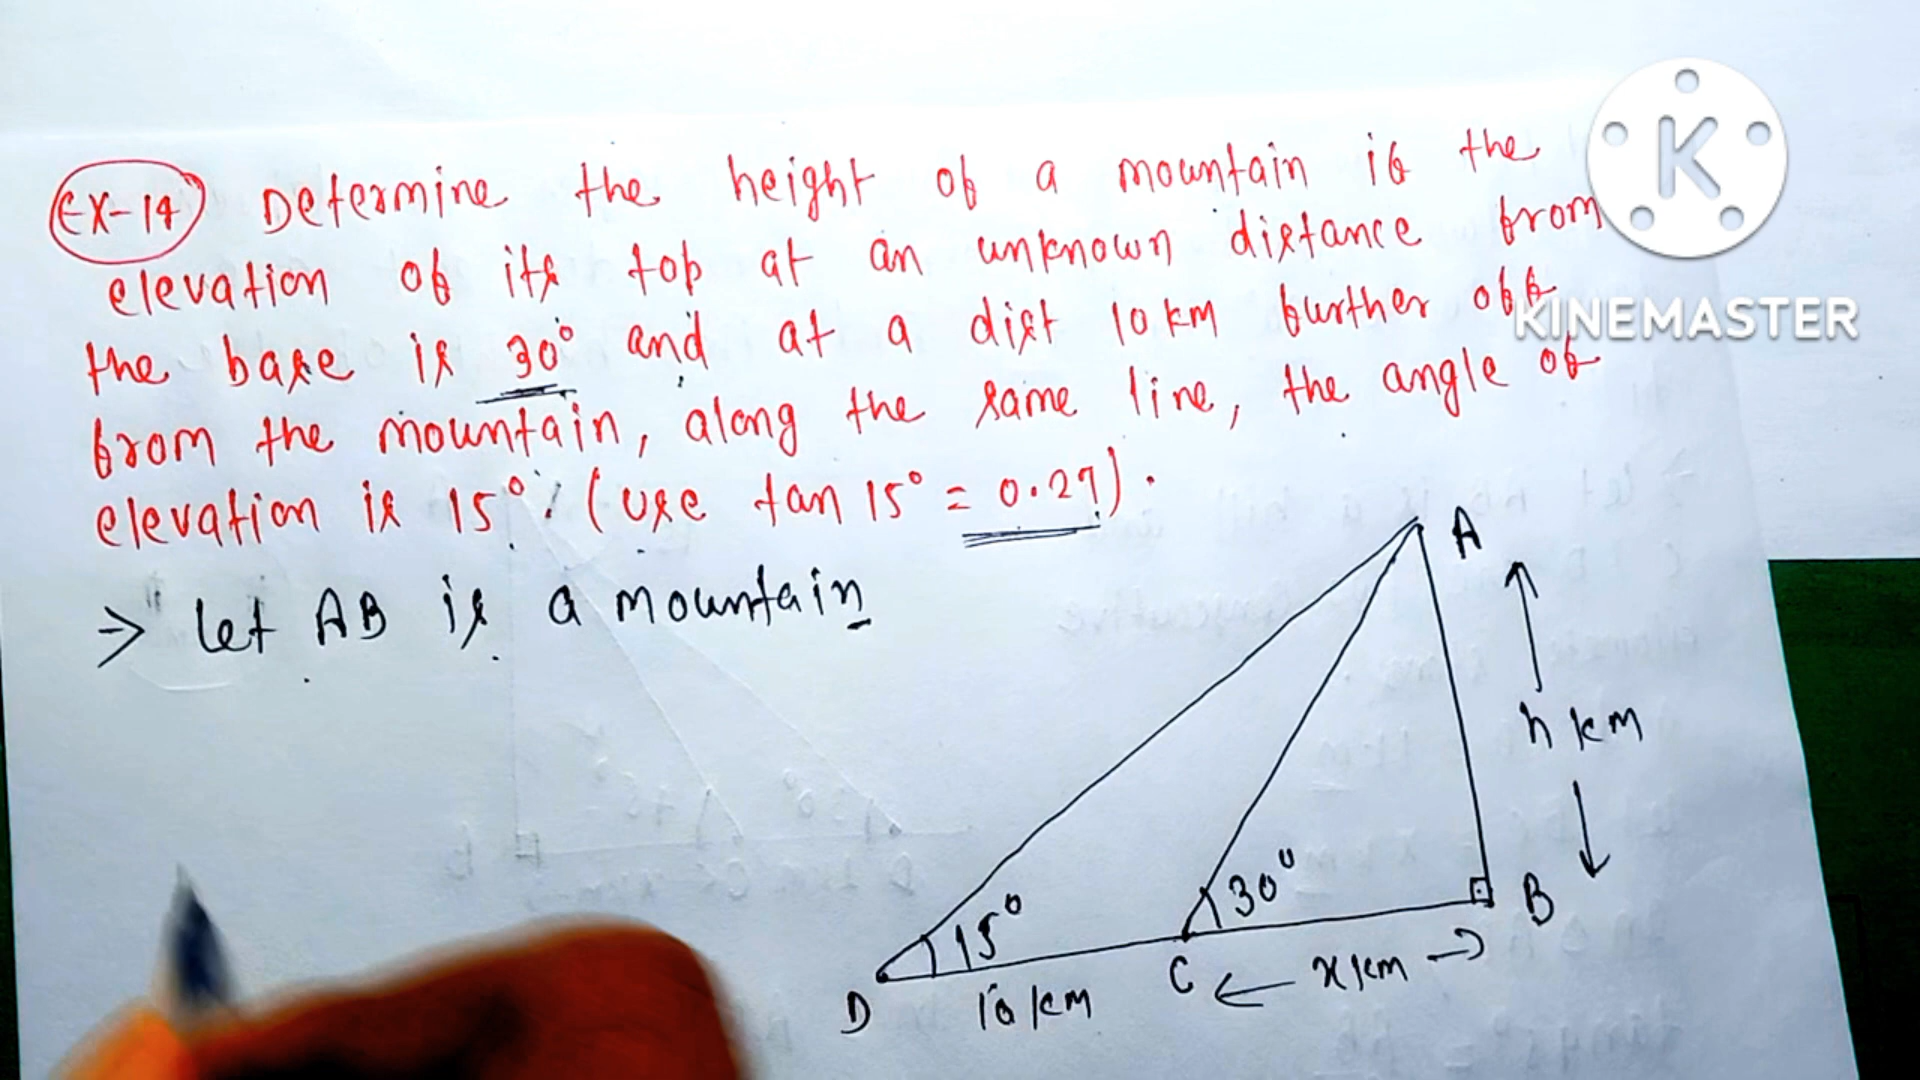 EX-14 Determine the height of a mountain if the
elevation of its top at an unknown distance from
the base is 30° and at a dist 10 km further off
from the mountain, along the same line, the angle of
elevation is 15°. (use tan 15° = 0.27).
→ let AB is a mountain
A
h km
B
30°
15°
D
10 km
C
x km
K
KINEMASTER